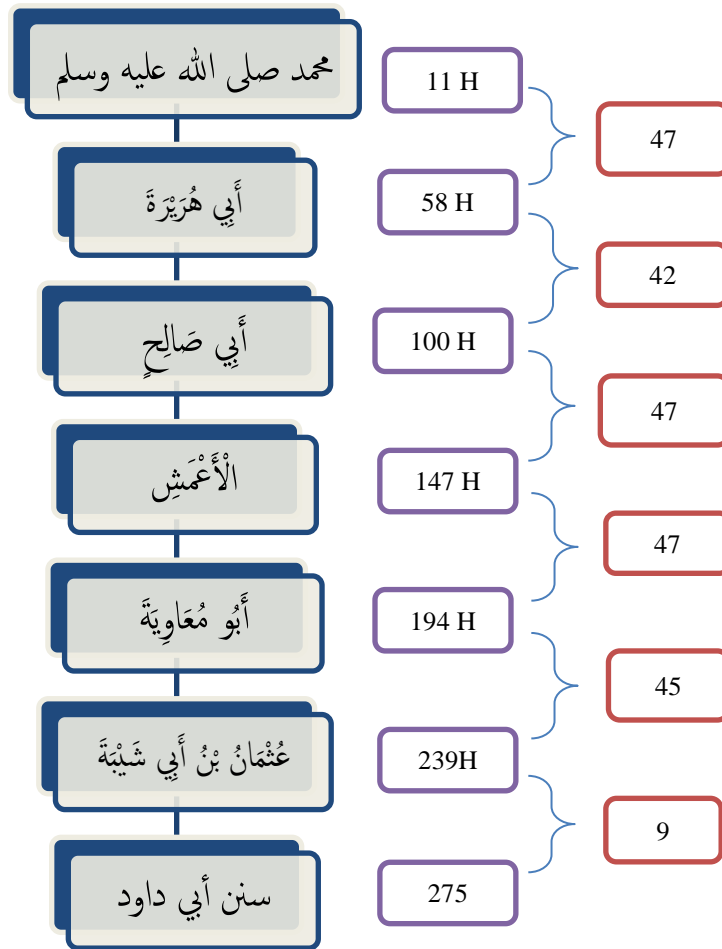 محمد صلى الله عليه وسلم
11 H
47
أَبِي هُرَيْرَةَ
58 H
42
أَبِي صَالِحٍ
100 H
47
الْأَعْمَشِ
147 H
47
أَبُو مُعَاوِيَةَ
194 H
45
عُثْمَانُ بْنُ أَبِي شَيْبَةَ
239H
9
سنن أبي داود
275